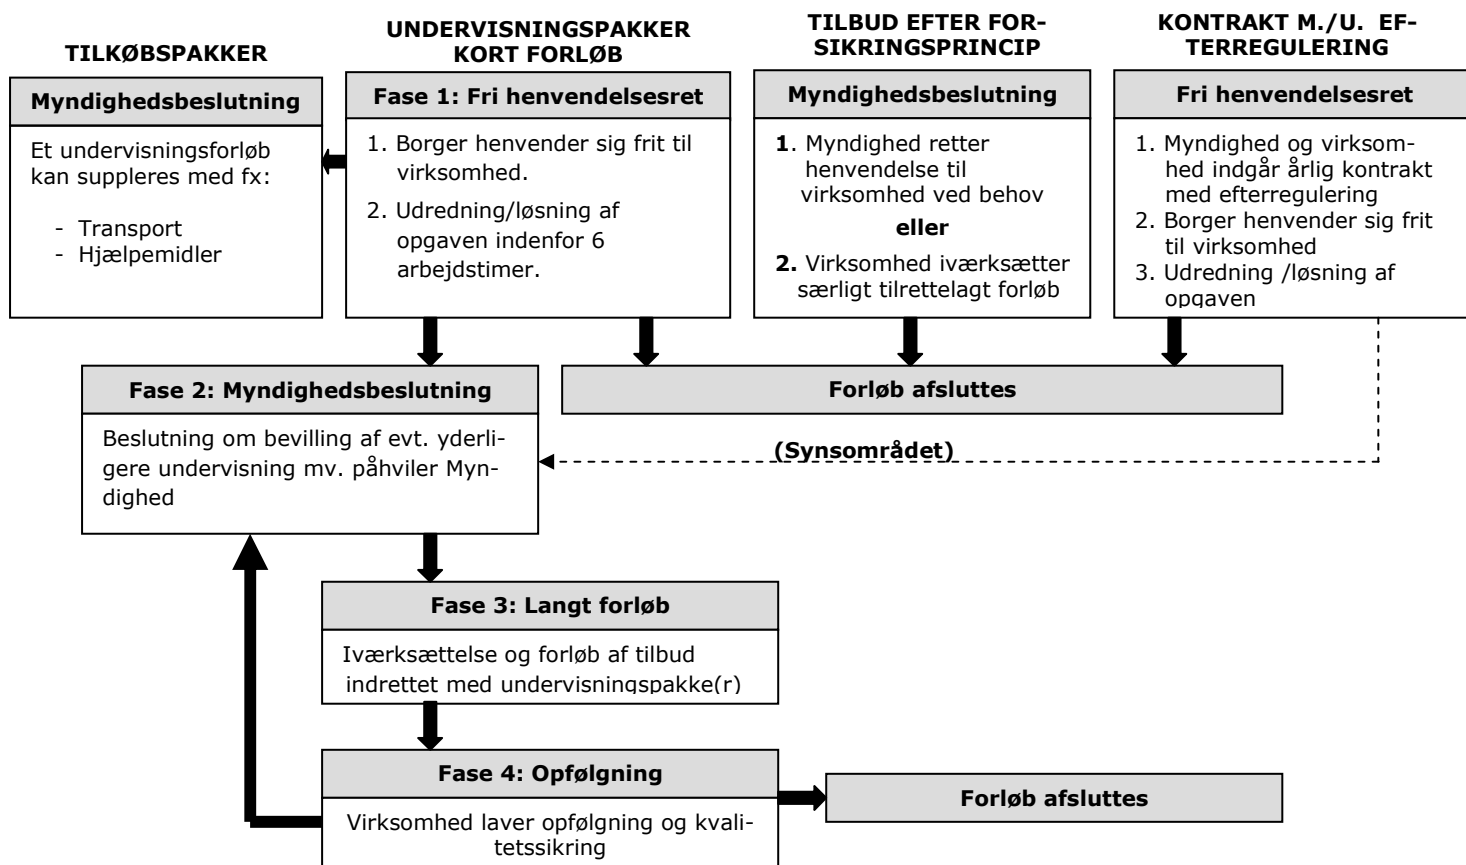 TILKØBSPAKKER
Myndighedsbeslutning
Et undervisningsforløb
kan suppleres med fx:
- Transport
- Hjælpemidler
UNDERVISNINGSPAKKER
KORT FORLØB
Fase 1: Fri henvendelsesret
1. Borger henvender sig frit til
virksomhed.
2. Udredning/løsning af
opgaven indenfor 6
arbejdstimer.
TILBUD EFTER FOR-
SIKRINGSPRINCIP
Myndighedsbeslutning
1. Myndighed retter
henvendelse til
virksomhed ved behov
eller
2. Virksomhed iværksætter
særligt tilrettelagt forløb
KONTRAKT M./U. EF-
TERREGULERING
Fri henvendelsesret
1. Myndighed og virksom-
hed indgår årlig kontrakt
med efterregulering
2. Borger henvender sig frit
til virksomhed
3. Udredning /løsning af
opgaven
Fase 2: Myndighedsbeslutning
Beslutning om bevilling af evt. yderli-
gere undervisning mv. påhviler Myn-
dighed
Forløb afsluttes
(Synsområdet)
Fase 3: Langt forløb
Iværksættelse og forløb af tilbud
indrettet med undervisningspakke(r)
Fase 4: Opfølgning
Virksomhed laver opfølgning og kvali-
tetssikring
Forløb afsluttes